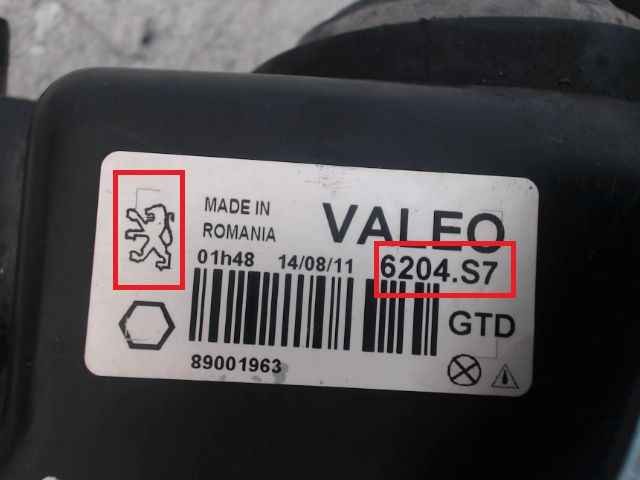 MADE IN
ROMANIA
VALEO
01h48 14/08/11 6204.S7
GTD
89001963